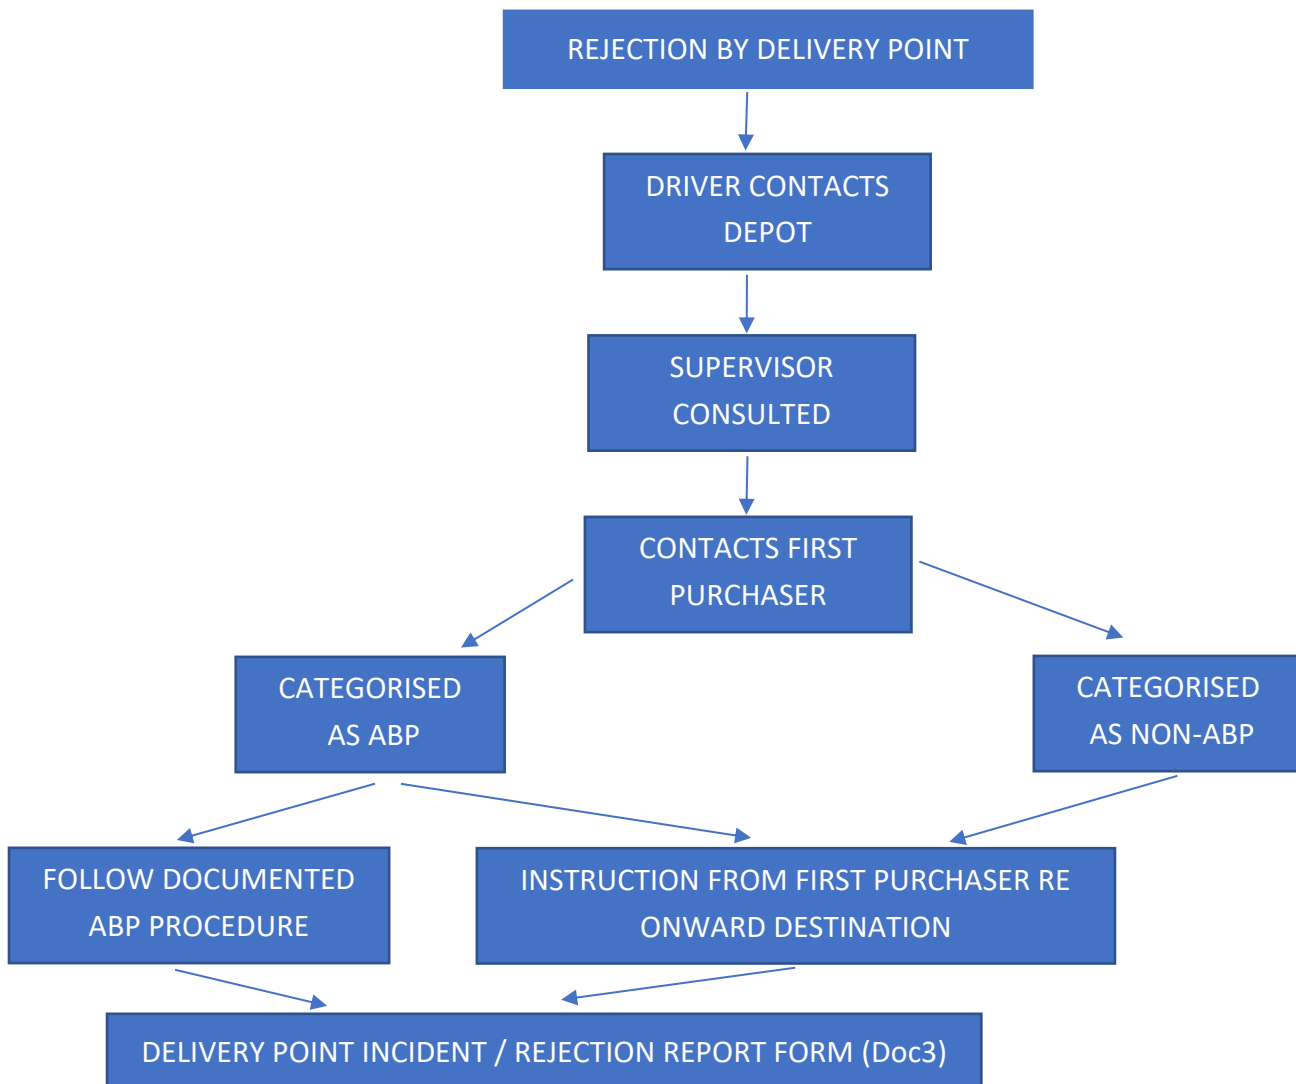 REJECTION BY DELIVERY POINT
DRIVER CONTACTS
DEPOT
SUPERVISOR
CONSULTED
CONTACTS FIRST
PURCHASER
CATEGORISED
AS ABP
CATEGORISED
AS NON-ABP
FOLLOW DOCUMENTED
ABP PROCEDURE
INSTRUCTION FROM FIRST PURCHASER RE
ONWARD DESTINATION
DELIVERY POINT INCIDENT / REJECTION REPORT FORM (Doc3)